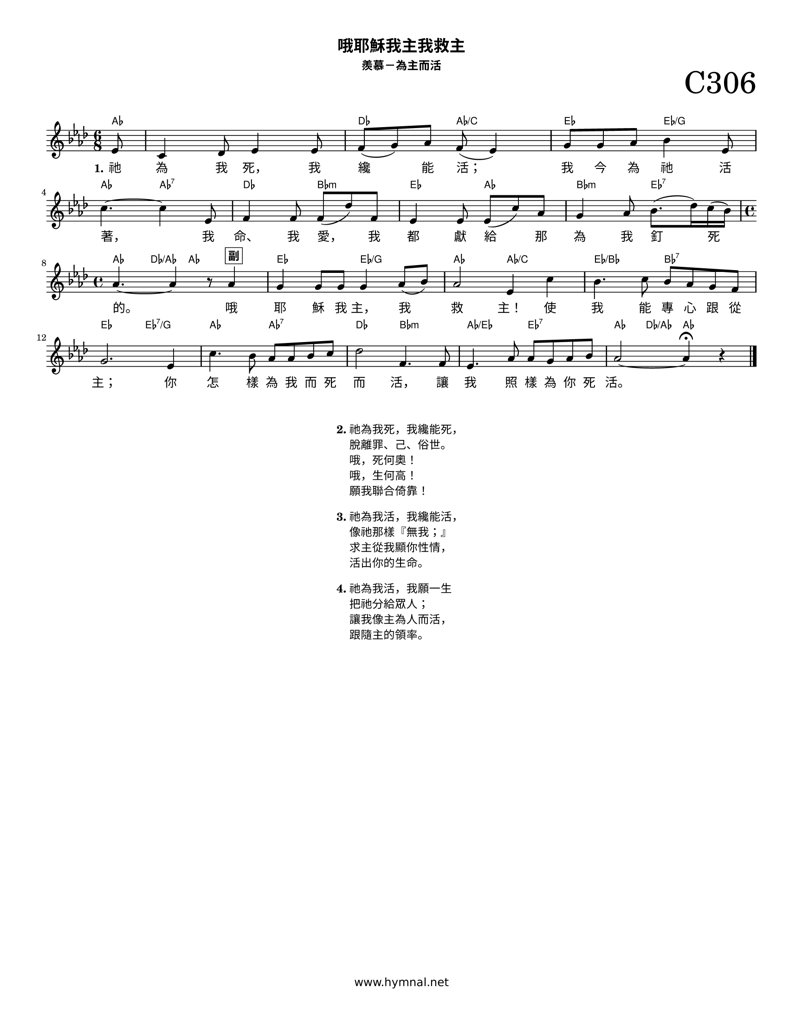 哦耶穌我主我救主
羨慕－為主而活
C306
A♭ D♭ A♭/C E♭ E♭/G
1. 祂 為 我 死， 我 纔 能 活； 我 今 為 祂 活
4 A♭ A♭7 D♭ B♭m E♭ A♭ B♭m E♭7
著， 我 命、 我 愛， 我 都 獻 給 那 為 我 釘 死
8 A♭ D♭/A♭ A♭ 副 E♭ E♭/G A♭ A♭/C E♭/B♭ B♭7
的。 哦 耶 穌 我 主， 我 救 主！ 使 我 能 專 心 跟 從
12 E♭ E♭7/G A♭ A♭7 D♭ B♭m A♭/E♭ E♭7 A♭ D♭/A♭ A♭
主； 你 怎 樣 為 我 而 死 而 活， 讓 我 照 樣 為 你 死 活。
2. 祂為我死，我纔能死，
脫離罪、己、俗世。
哦，死何奧！
哦，生何高！
願我聯合倚靠！
3. 祂為我活，我纔能活，
像祂那樣『無我；』
求主從我顯你性情，
活出你的生命。
4. 祂為我活，我願一生
把祂分給眾人；
讓我像主為人而活，
跟隨主的領率。
www.hymnal.net